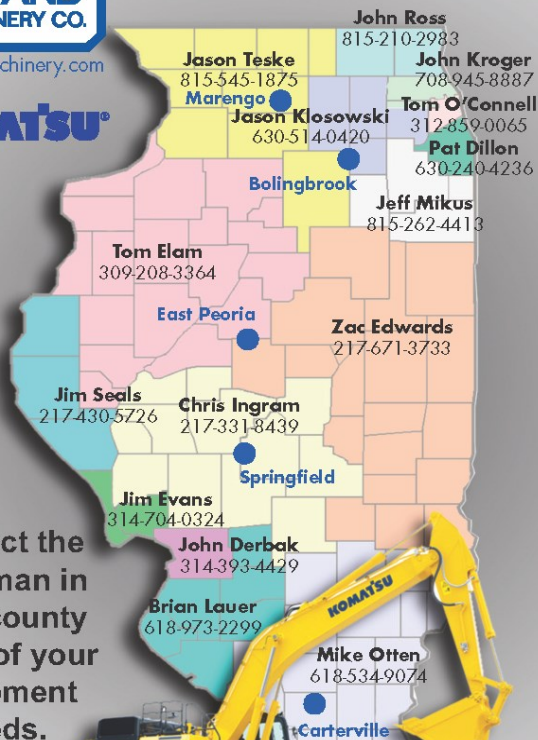 NERY CO.
chinery.com
John Ross
815-210-2983
Jason Teske
815-545-1875
John Kroger
708-945-8887
Marengo
Jason Klosowski
630-514-0420
Tom O'Connell
312-859-0065
Pat Dillon
630-240-4236
Bolingbrook
Jeff Mikus
815-262-4413
Tom Elam
309-208-3364
East Peoria
Zac Edwards
217-671-3733
Jim Seals
217-430-5726
Chris Ingram
217-331-8439
Springfield
Jim Evans
314-704-0324
John Derbak
314-393-4429
ct the
man in
county
of your
pment
ds.
Brian Lauer
618-973-2299
KOMATSU
Mike Otten
618-534-9074
Carterville